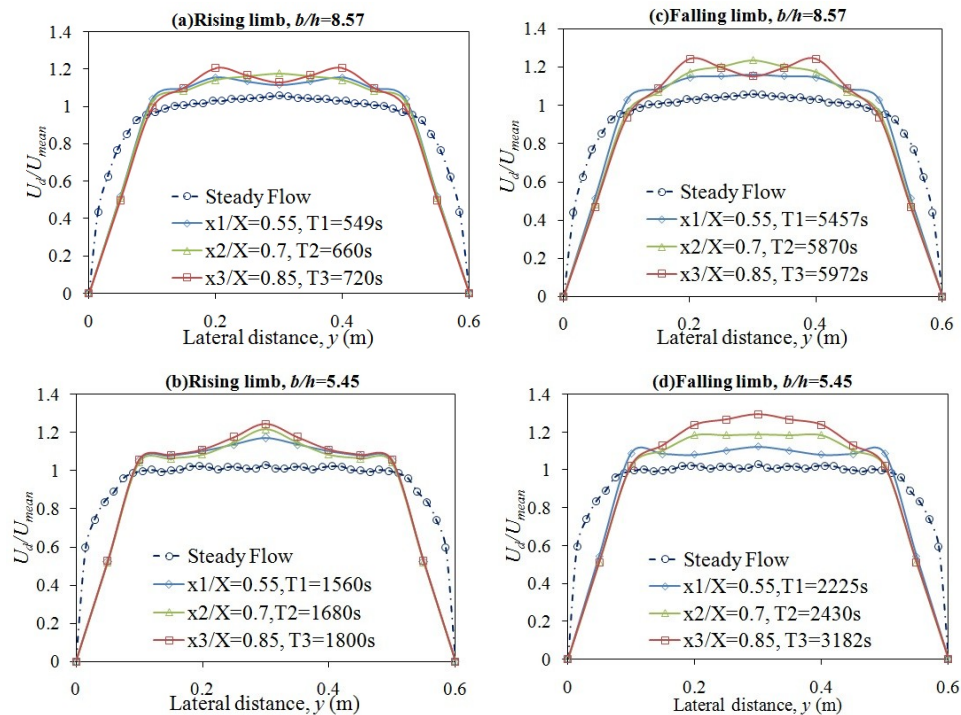 (a)Rising limb, b/h=8.57
1.4
1.2
1
0.8
0.6
0.4
0.2
0
U_d/U_mean
Steady Flow
x1/X=0.55, T1=549s
x2/X=0.7, T2=660s
x3/X=0.85, T3=720s
0 0.2 0.4 0.6
Lateral distance, y (m)
(c)Falling limb, b/h=8.57
1.4
1.2
1
0.8
0.6
0.4
0.2
0
U_d/U_mean
Steady Flow
x1/X=0.55, T1=5457s
x2/X=0.7, T2=5870s
x3/X=0.85, T3=5972s
0 0.2 0.4 0.6
Lateral distance, y (m)
(b)Rising limb, b/h=5.45
1.4
1.2
1
0.8
0.6
0.4
0.2
0
U_d/U_mean
Steady Flow
x1/X=0.55,T1=1560s
x2/X=0.7,T2=1680s
x3/X=0.85, T3=1800s
0 0.2 0.4 0.6
Lateral distance, y (m)
(d)Falling limb, b/h=5.45
1.4
1.2
1
0.8
0.6
0.4
0.2
0
U_d/U_mean
Steady Flow
x1/X=0.55,T1=2225s
x2/X=0.7,T2=2430s
x3/X=0.85, T3=3182s
0 0.2 0.4 0.6
Lateral distance, y (m)